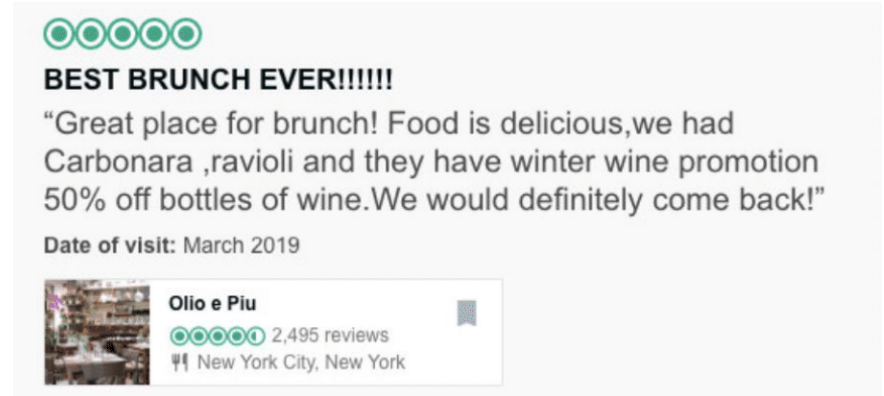 BEST BRUNCH EVER!!!!!!
“Great place for brunch! Food is delicious,we had
Carbonara ,ravioli and they have winter wine promotion
50% off bottles of wine.We would definitely come back!”
Date of visit: March 2019
Olio e Piu
2,495 reviews
New York City, New York